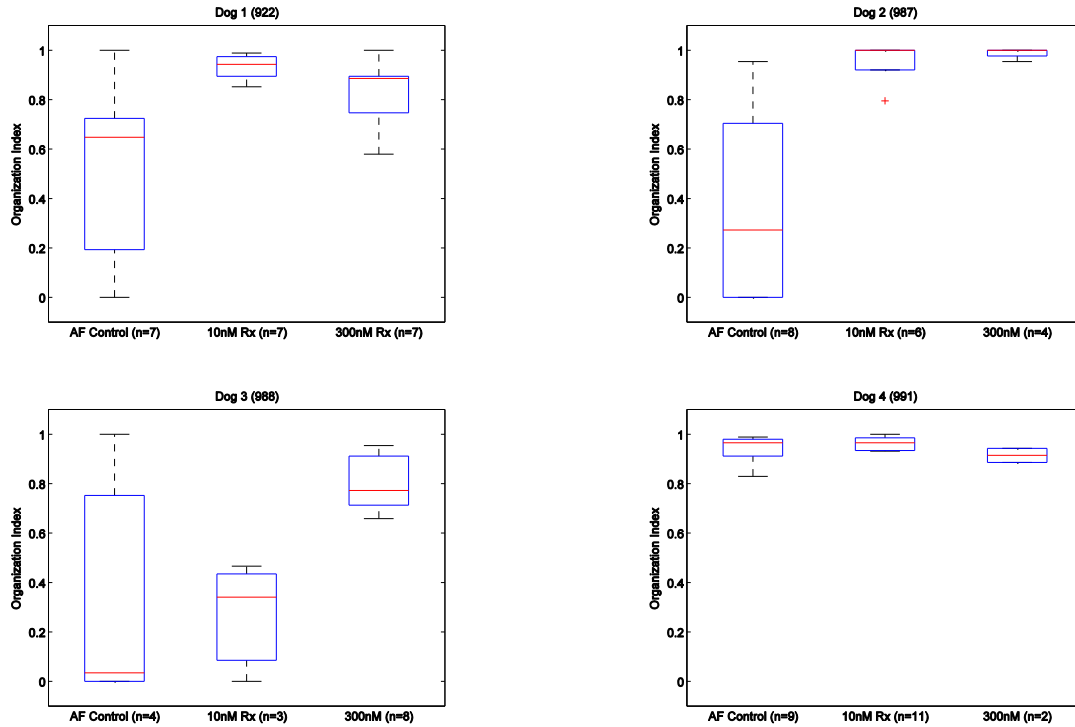 Dog 1 (922)
Organization Index
1
0.8
0.6
0.4
0.2
0
AF Control (n=7) 10nM Rx (n=7) 300nM Rx (n=7)
Dog 2 (987)
Organization Index
1
0.8
0.6
0.4
0.2
0
AF Control (n=8) 10nM Rx (n=6) 300nM (n=4)
Dog 3 (988)
Organization Index
1
0.8
0.6
0.4
0.2
0
AF Control (n=4) 10nM Rx (n=3) 300nM (n=8)
Dog 4 (991)
Organization Index
1
0.8
0.6
0.4
0.2
0
AF Control (n=9) 10nM Rx (n=11) 300nM (n=2)